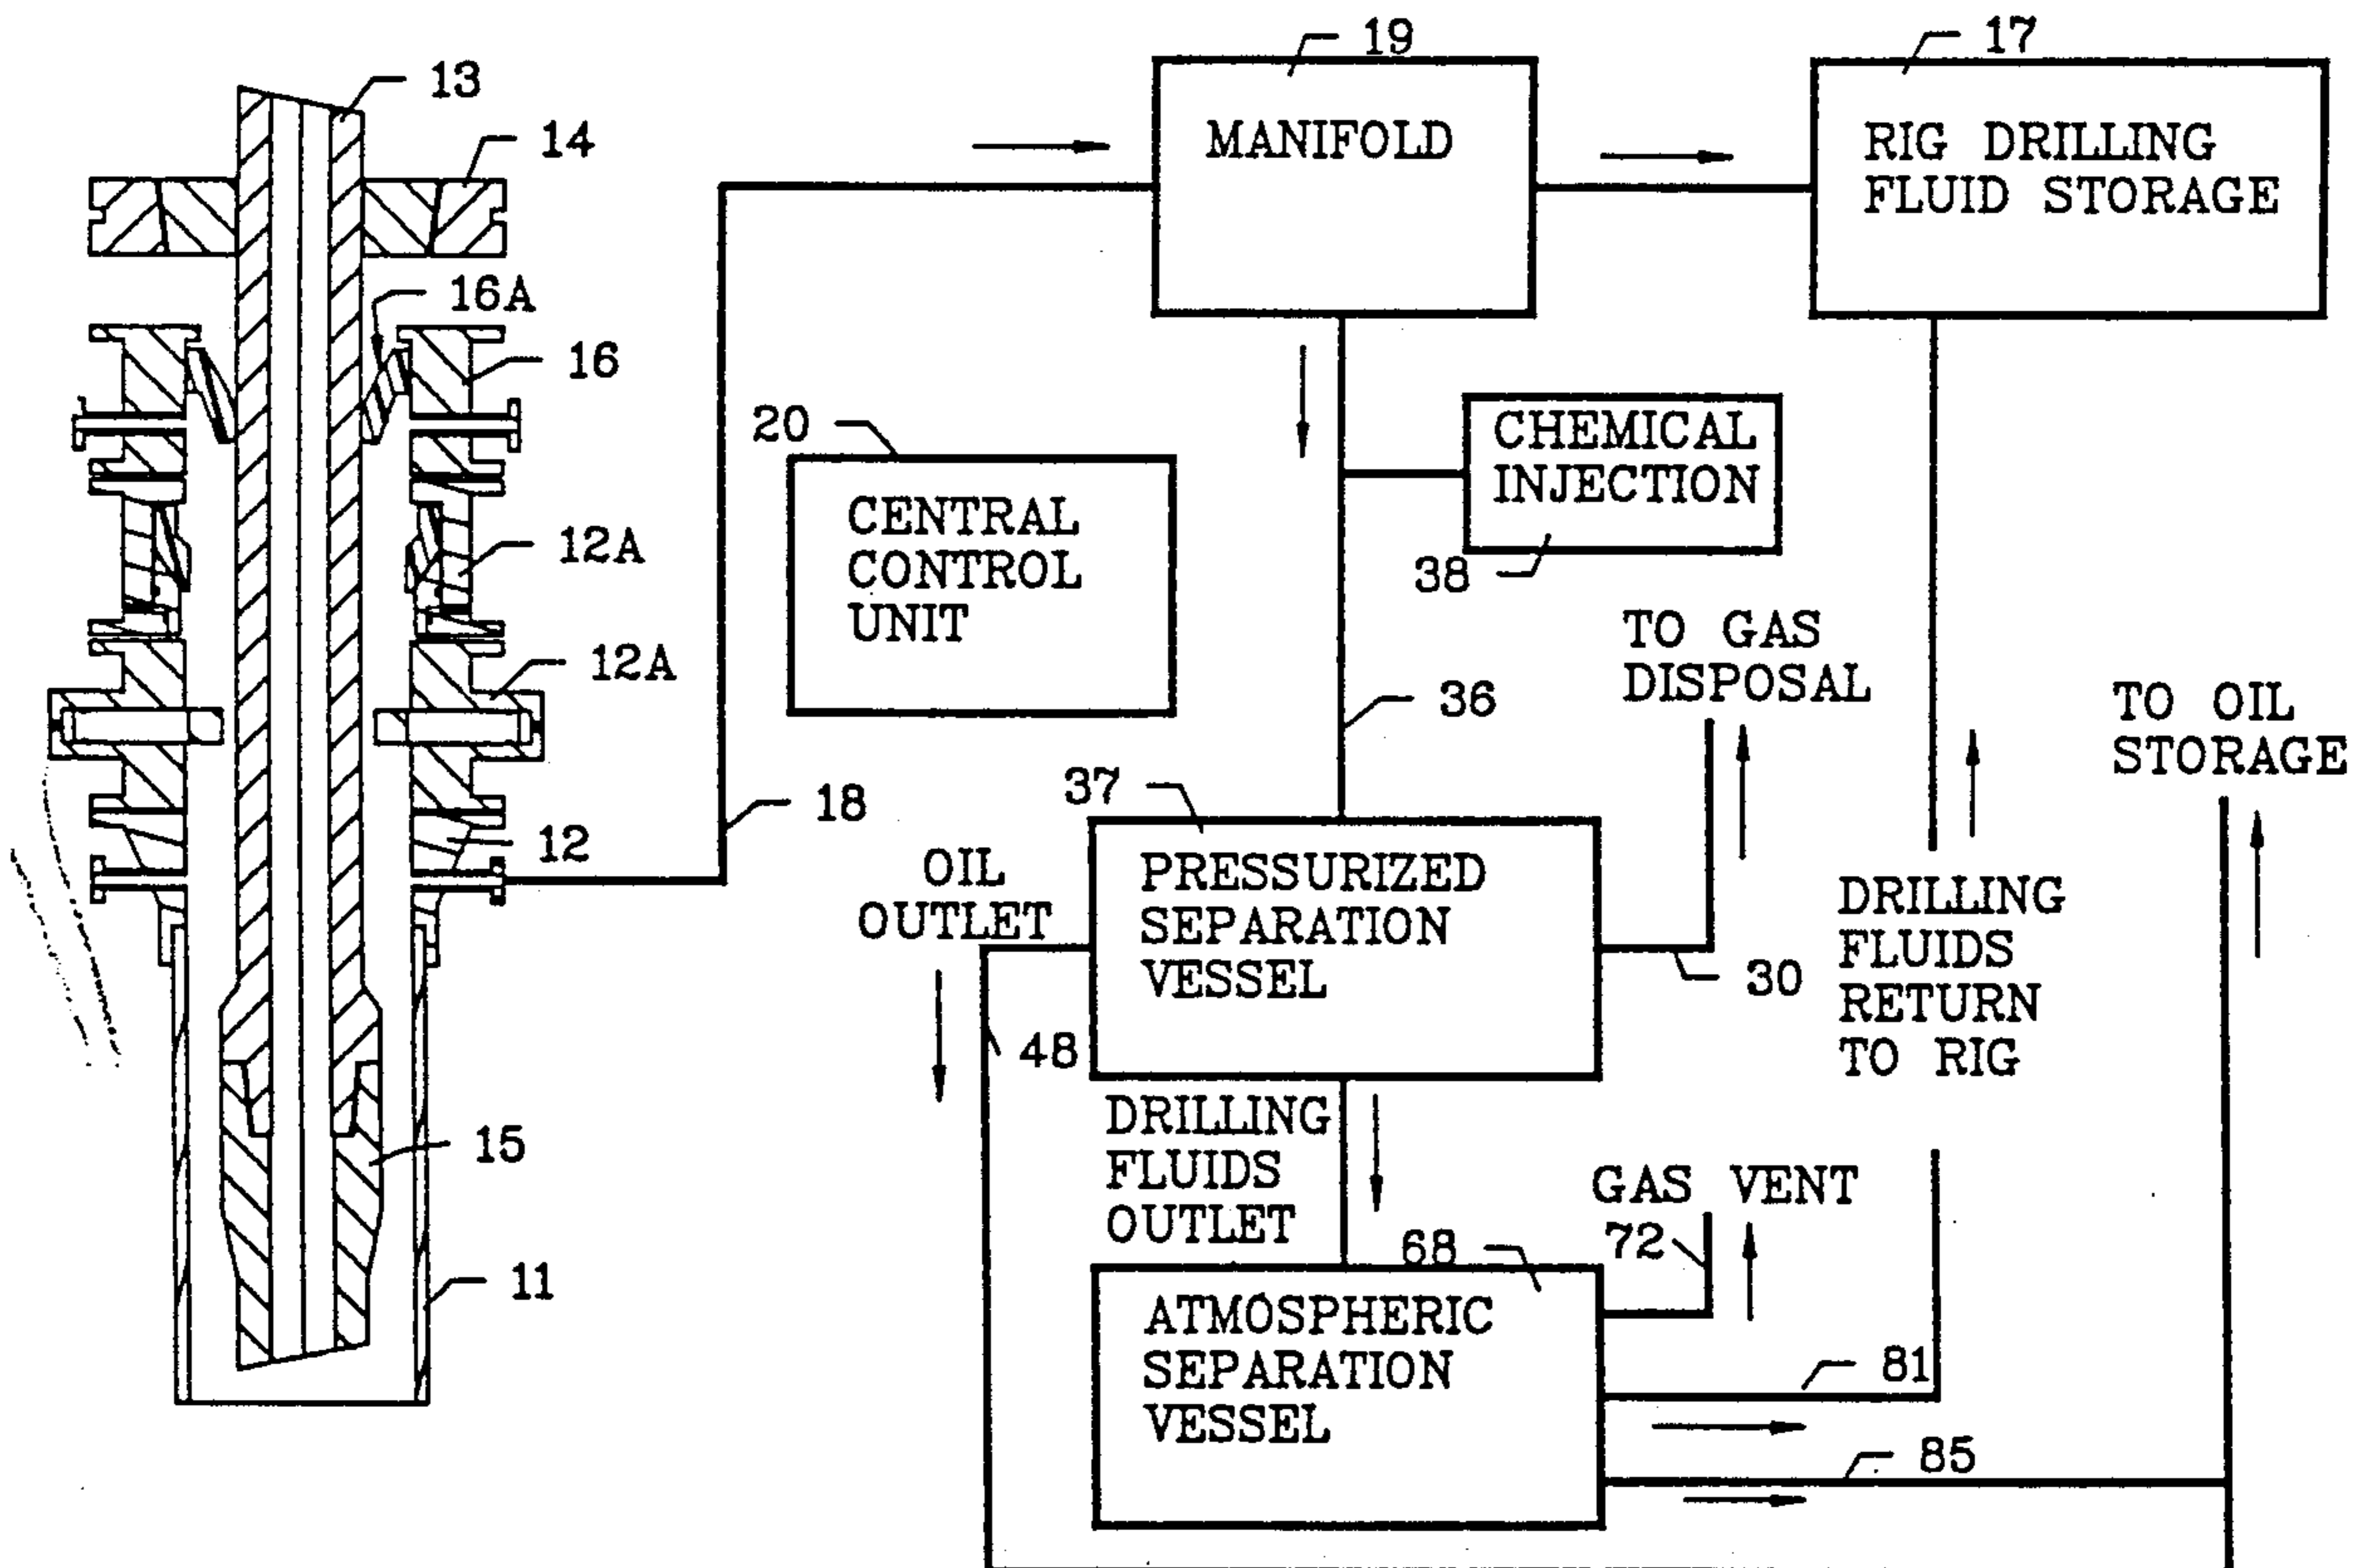 13
14
16A
16
12A
12A
12
15
11
18
19
MANIFOLD
17
RIG DRILLING
FLUID STORAGE
20
CENTRAL
CONTROL
UNIT
CHEMICAL
INJECTION
38
36
TO GAS
DISPOSAL
TO OIL
STORAGE
37
PRESSURIZED
SEPARATION
VESSEL
OIL
OUTLET
48
30
DRILLING
FLUIDS
RETURN
TO RIG
DRILLING
FLUIDS
OUTLET
GAS VENT
72
68
ATMOSPHERIC
SEPARATION
VESSEL
81
85